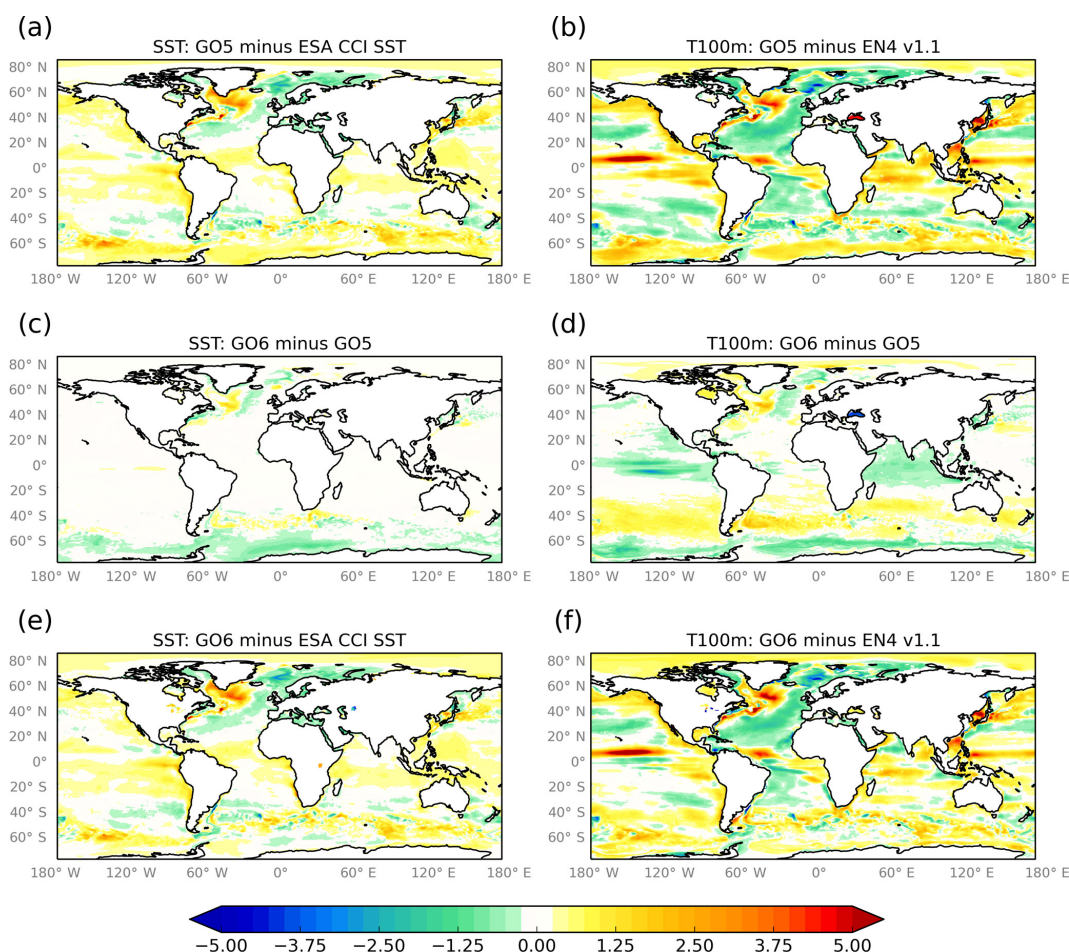 (a) (b)
SST: GO5 minus ESA CCI SST T100m: GO5 minus EN4 v1.1
80° N 80° N
60° N 60° N
40° N 40° N
20° N 20° N
0° 0°
20° S 20° S
40° S 40° S
60° S 60° S
180° W 120° W 60° W 0° 60° E 120° E 180° E 180° W 120° W 60° W 0° 60° E 120° E 180° E
(c) (d)
SST: GO6 minus GO5 T100m: GO6 minus GO5
80° N 80° N
60° N 60° N
40° N 40° N
20° N 20° N
0° 0°
20° S 20° S
40° S 40° S
60° S 60° S
180° W 120° W 60° W 0° 60° E 120° E 180° E 180° W 120° W 60° W 0° 60° E 120° E 180° E
(e) (f)
SST: GO6 minus ESA CCI SST T100m: GO6 minus EN4 v1.1
80° N 80° N
60° N 60° N
40° N 40° N
20° N 20° N
0° 0°
20° S 20° S
40° S 40° S
60° S 60° S
180° W 120° W 60° W 0° 60° E 120° E 180° E 180° W 120° W 60° W 0° 60° E 120° E 180° E
−5.00 −3.75 −2.50 −1.25 0.00 1.25 2.50 3.75 5.00